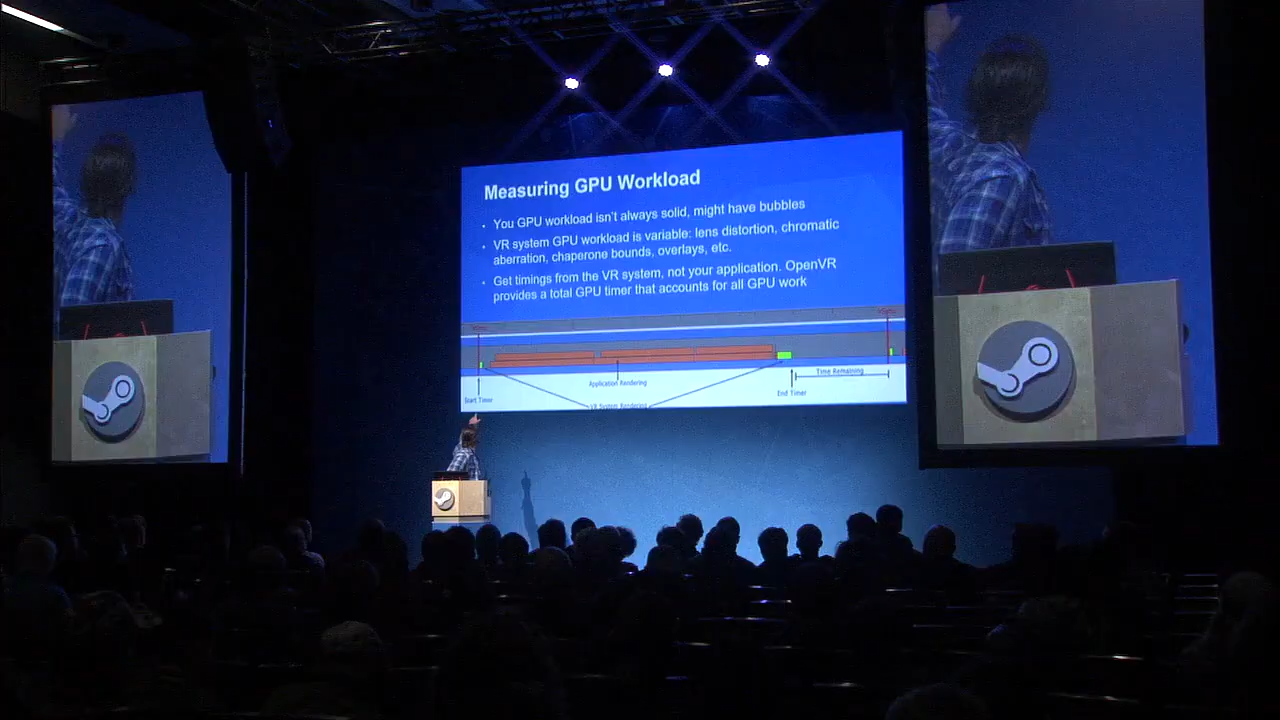 Measuring GPU Workload
• You GPU workload isn't always solid, might have bubbles
• VR system GPU workload is variable: lens distortion, chromatic
aberration, chaperone bounds, overlays, etc.
• Get timings from the VR system, not your application. OpenVR
provides a total GPU timer that accounts for all GPU work
Application Rendering
Time Remaining
Start Timer
VR System Rendering
End Timer